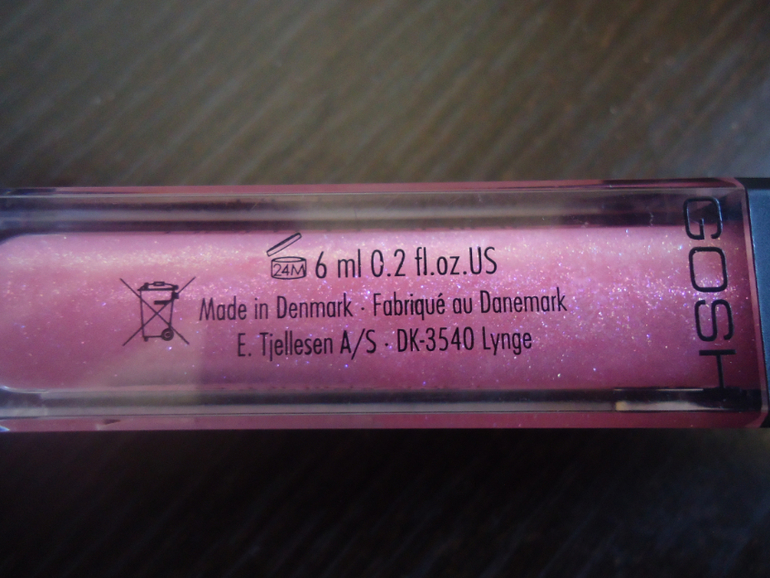 24M 6 ml 0.2 fl.oz.US
Made in Denmark · Fabriqué au Danemark
E. Tjellesen A/S · DK-3540 Lynge
GOSH